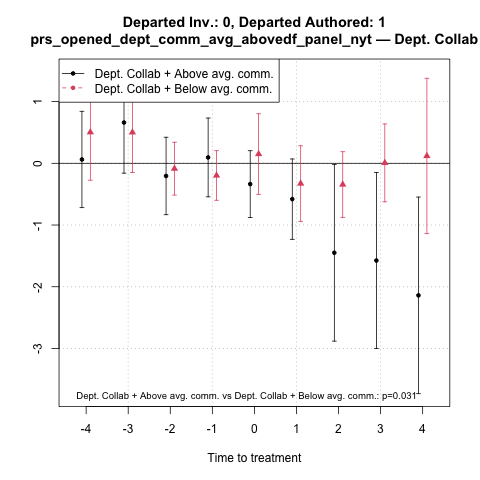 Departed Inv.: 0, Departed Authored: 1
prs_opened_dept_comm_avg_abovedf_panel_nyt — Dept. Collab
Dept. Collab + Above avg. comm.
Dept. Collab + Below avg. comm.
1
0
-1
-2
-3
Dept. Collab + Above avg. comm. vs Dept. Collab + Below avg. comm.: p=0.031
-4 -3 -2 -1 0 1 2 3 4
Time to treatment